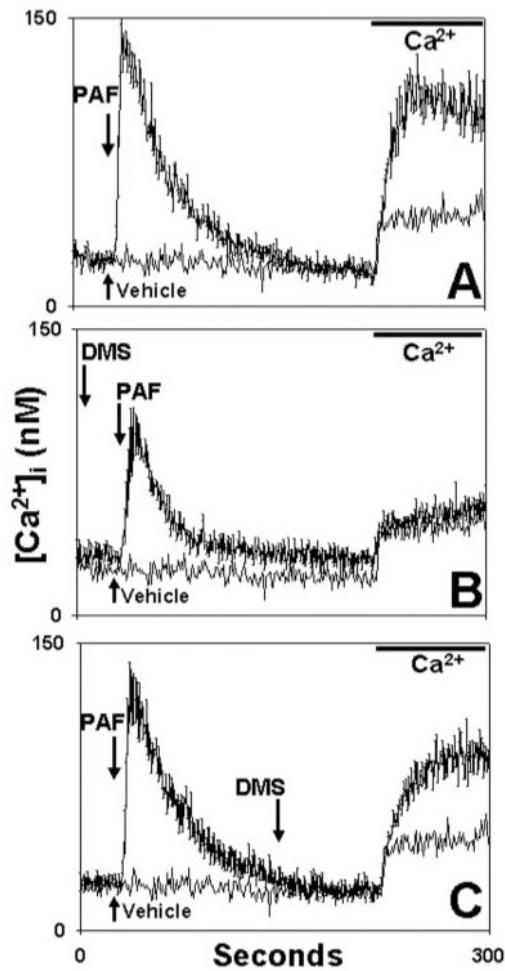 150
Ca²⁺
PAF
Vehicle
0
A
150
DMS
Ca²⁺
PAF
Vehicle
0
B
[Ca²⁺]i (nM)
150
Ca²⁺
PAF
DMS
Vehicle
0
C
0
Seconds
300